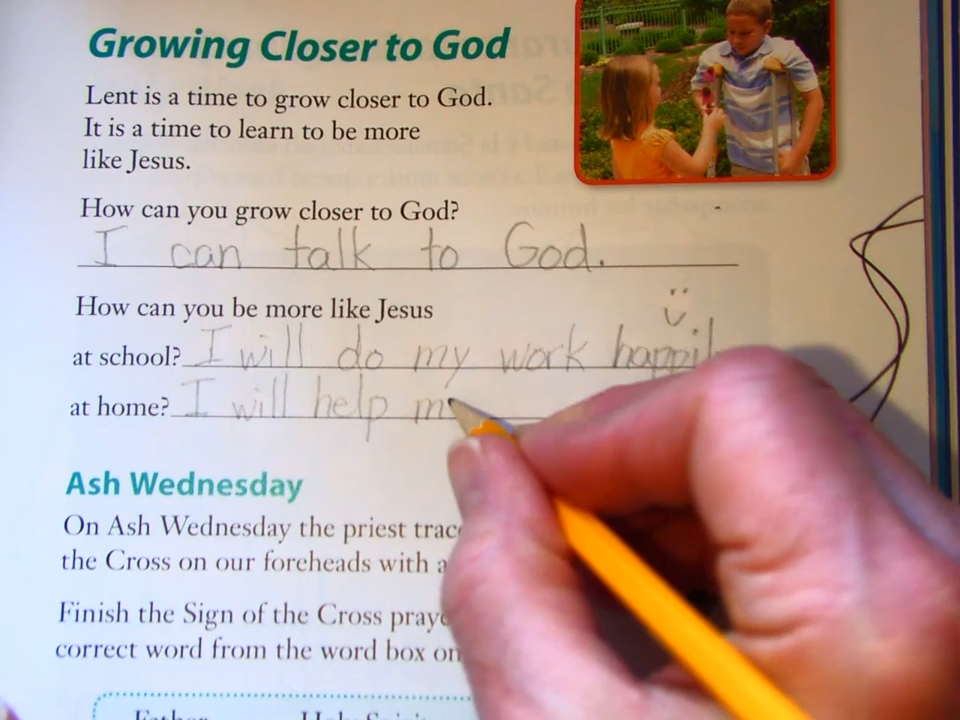 Growing Closer to God
Lent is a time to grow closer to God.
It is a time to learn to be more
like Jesus.
How can you grow closer to God?
I can talk to God.
How can you be more like Jesus
at school? I will do my work
at home? I will help
Ash Wednesday
On Ash Wednesday the priest
the Cross on our foreheads with
Finish the Sign of the Cross
correct word from the word box on
Father